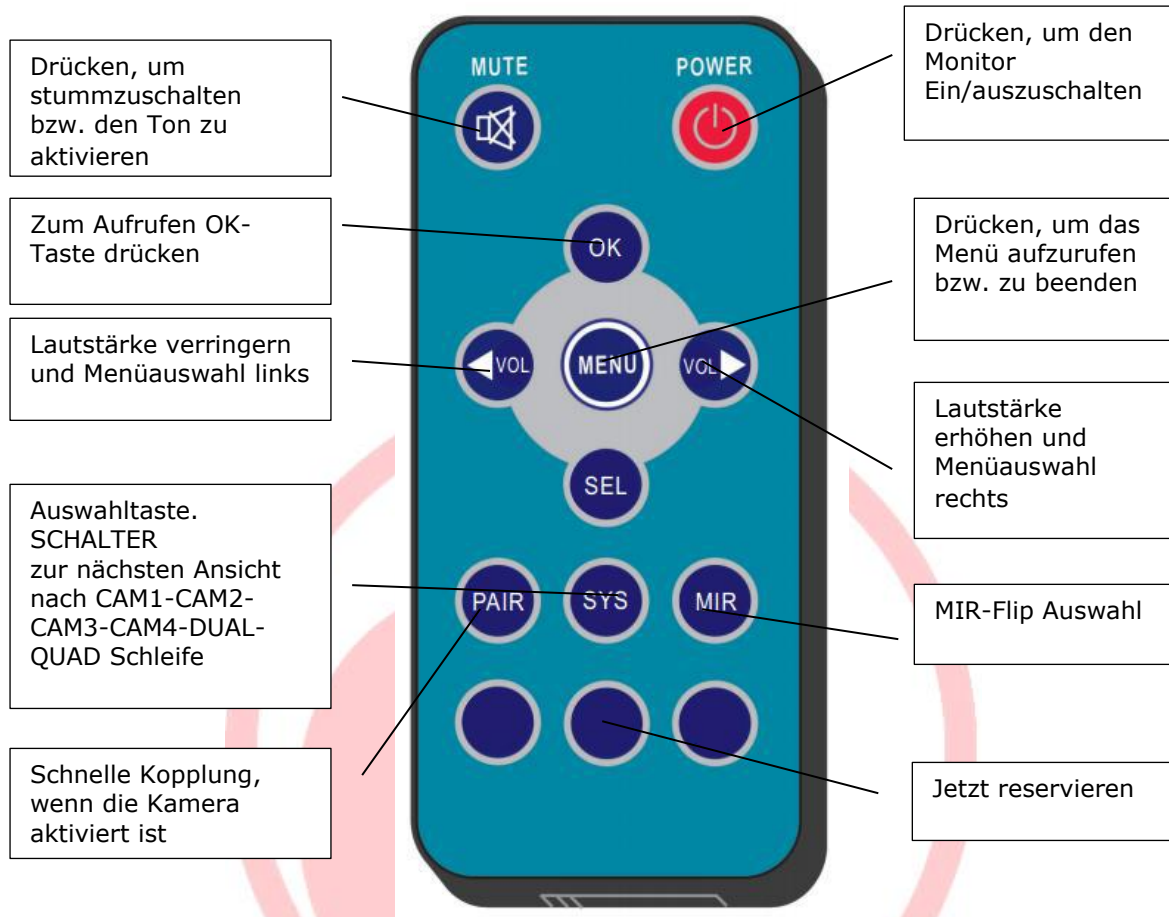 Drücken, um
stummzuschalten
bzw. den Ton zu
aktivieren
Zum Aufrufen OK-
Taste drücken
Lautstärke verringern
und Menüauswahl links
Auswahltaste.
SCHALTER
zur nächsten Ansicht
nach CAM1-CAM2-
CAM3-CAM4-DUAL-
QUAD Schleife
Schnelle Kopplung,
wenn die Kamera
aktiviert ist
MUTE POWER
OK
VOL MENU VOL
SEL
PAIR SYS MIR
Drücken, um den
Monitor
Ein/auszuschalten
Drücken, um das
Menü aufzurufen
bzw. zu beenden
Lautstärke
erhöhen und
Menüauswahl
rechts
MIR-Flip Auswahl
Jetzt reservieren